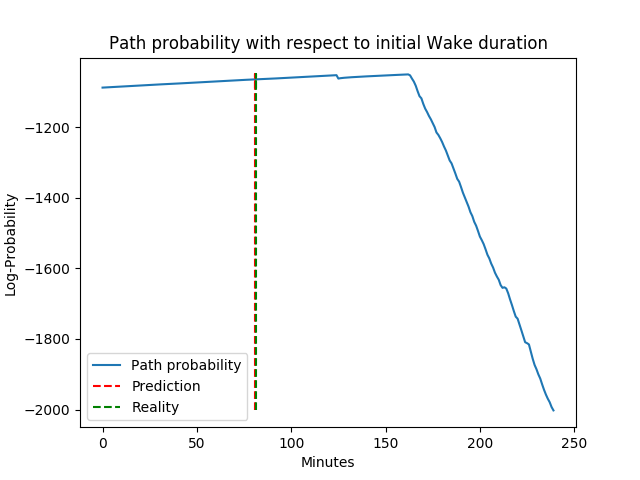 Path probability with respect to initial Wake duration
Log-Probability
−1200
−1400
−1600
−1800
−2000
Path probability
Prediction
Reality
0 50 100 150 200 250
Minutes